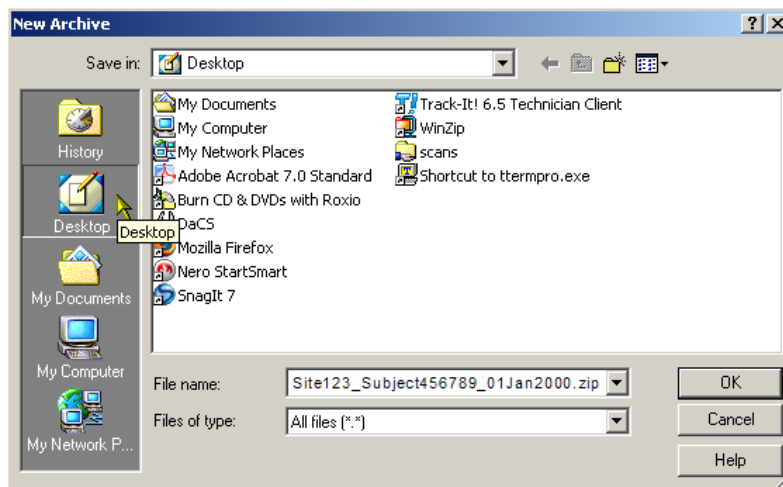 New Archive
Save in: Desktop
History
Desktop
Desktop
My Documents
My Computer
My Network P...
My Documents
My Computer
My Network Places
Adobe Acrobat 7.0 Standard
Burn CD & DVDs with Roxio
DaCS
Mozilla Firefox
Nero StartSmart
SnagIt 7
Track-It! 6.5 Technician Client
WinZip
scans
Shortcut to ttermpro.exe
File name: Site123_Subject456789_01Jan2000.zip
Files of type: All files (*.*)
OK
Cancel
Help